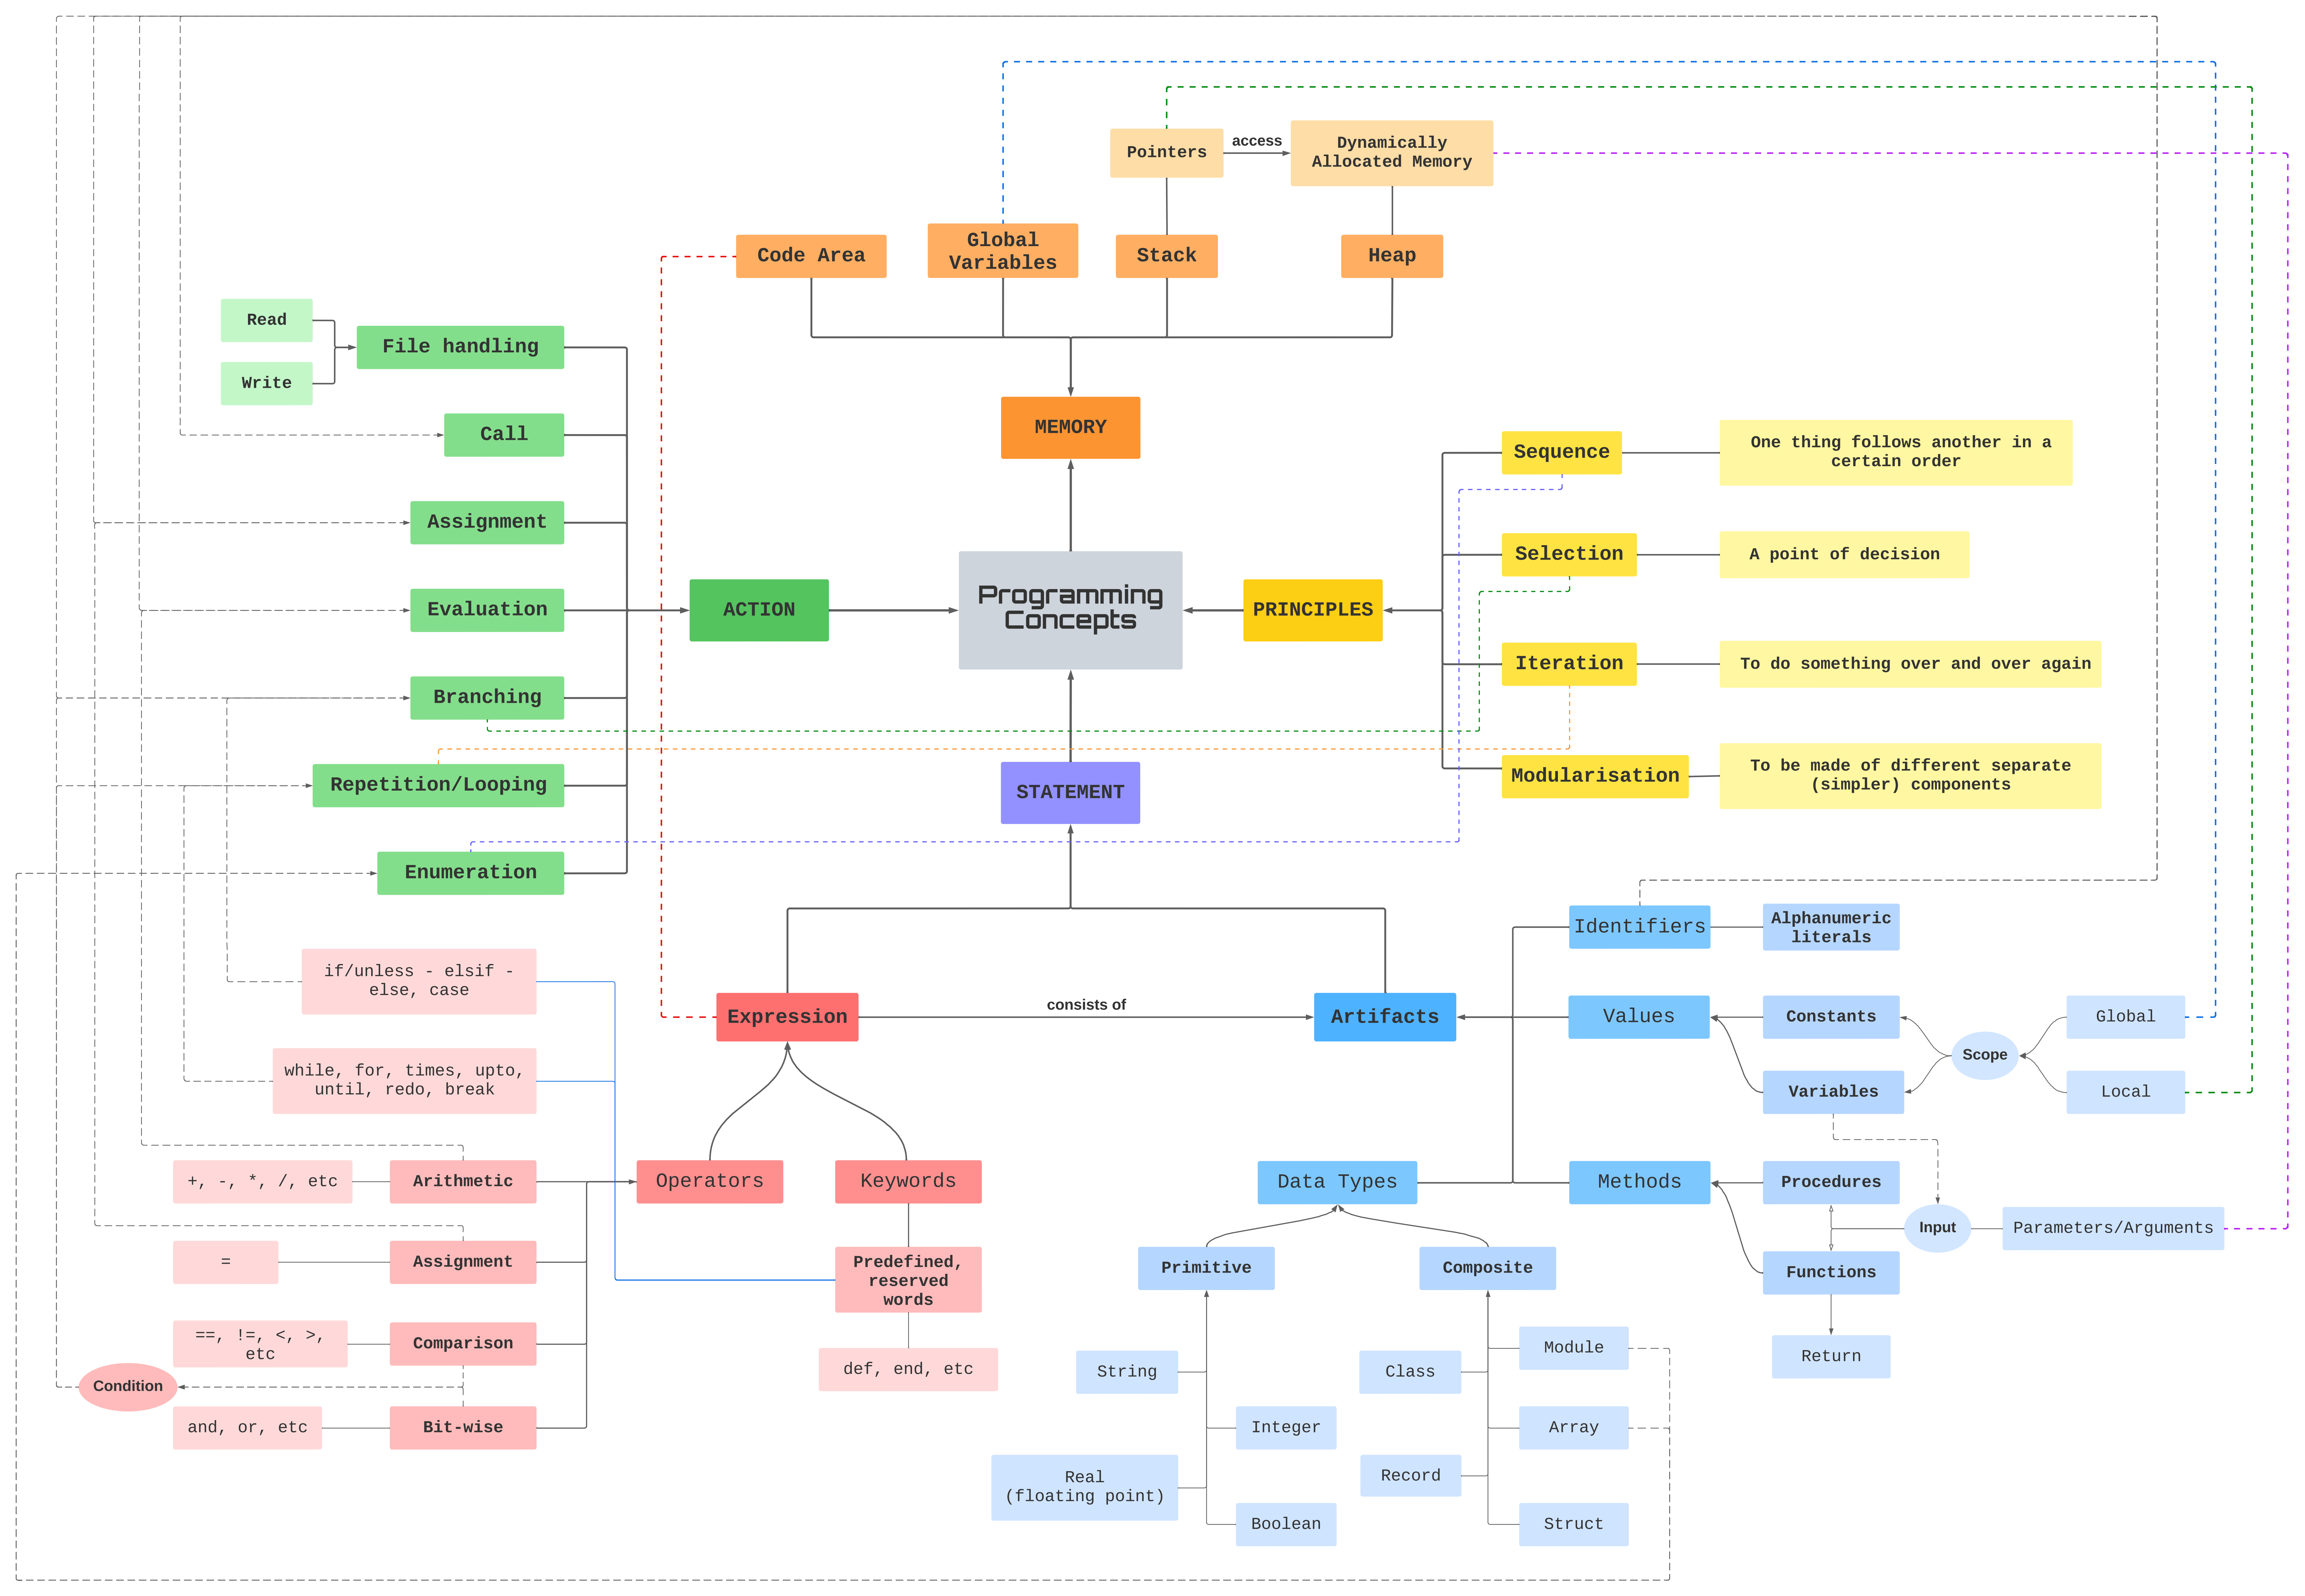 Pointers
access
Dynamically
Allocated Memory
Code Area
Global
Variables
Stack
Heap
Read
Write
File handling
MEMORY
Call
Sequence
One thing follows another in a
certain order
Assignment
Selection
A point of decision
Evaluation
ACTION
Programming
Concepts
PRINCIPLES
Iteration
To do something over and over again
Branching
Repetition/Looping
STATEMENT
Modularisation
To be made of different separate
(simpler) components
Enumeration
Identifiers
Alphanumeric
literals
if/unless - elsif -
else, case
Expression
consists of
Artifacts
Values
Constants
Scope
Global
while, for, times, upto,
until, redo, break
Variables
Local
+, -, *, /, etc
Arithmetic
Operators
Keywords
Data Types
Methods
Procedures
Input
Parameters/Arguments
=
Assignment
Predefined,
reserved
words
Primitive
Composite
Functions
==, !=, <, >,
etc
Comparison
Condition
def, end, etc
String
Class
Module
Return
and, or, etc
Bit-wise
Integer
Array
Real
(floating point)
Record
Boolean
Struct